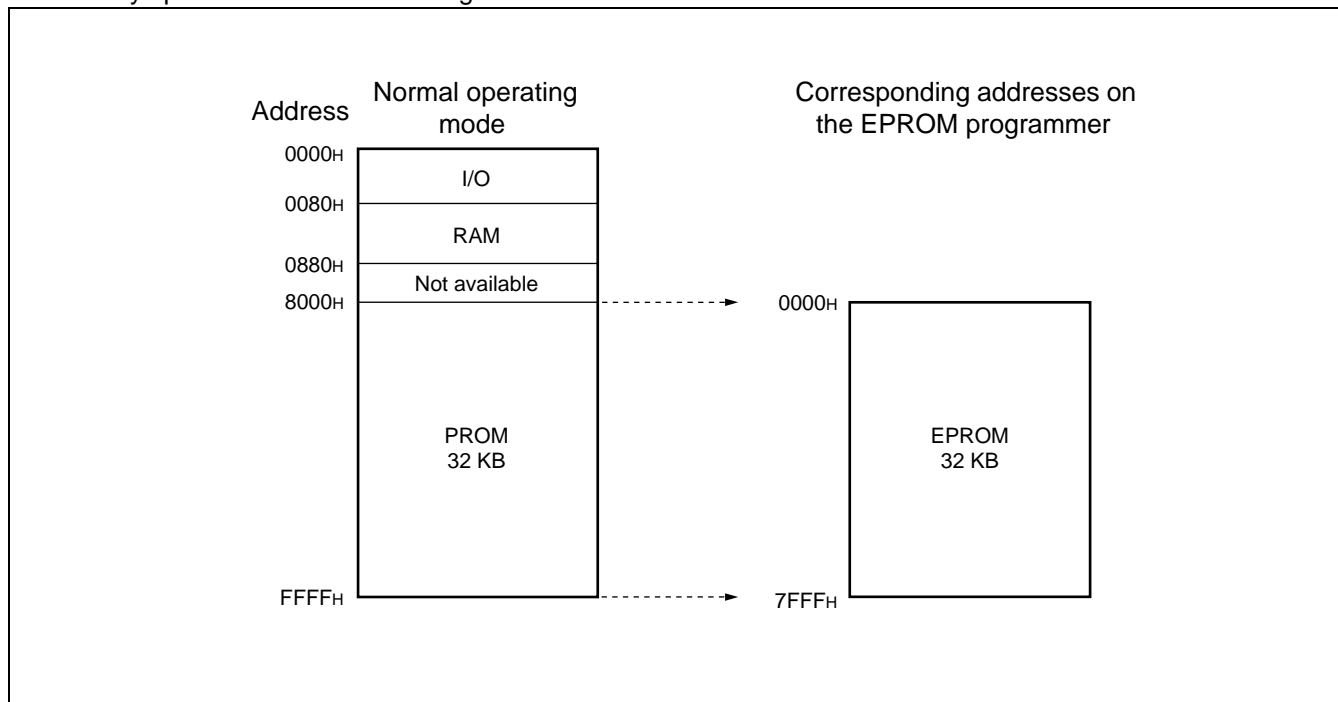 Address
Normal operating
mode
Corresponding addresses on
the EPROM programmer
0000H
I/O
0080H
RAM
0880H
Not available
8000H
0000H
PROM
32 KB
EPROM
32 KB
FFFFH
7FFFH